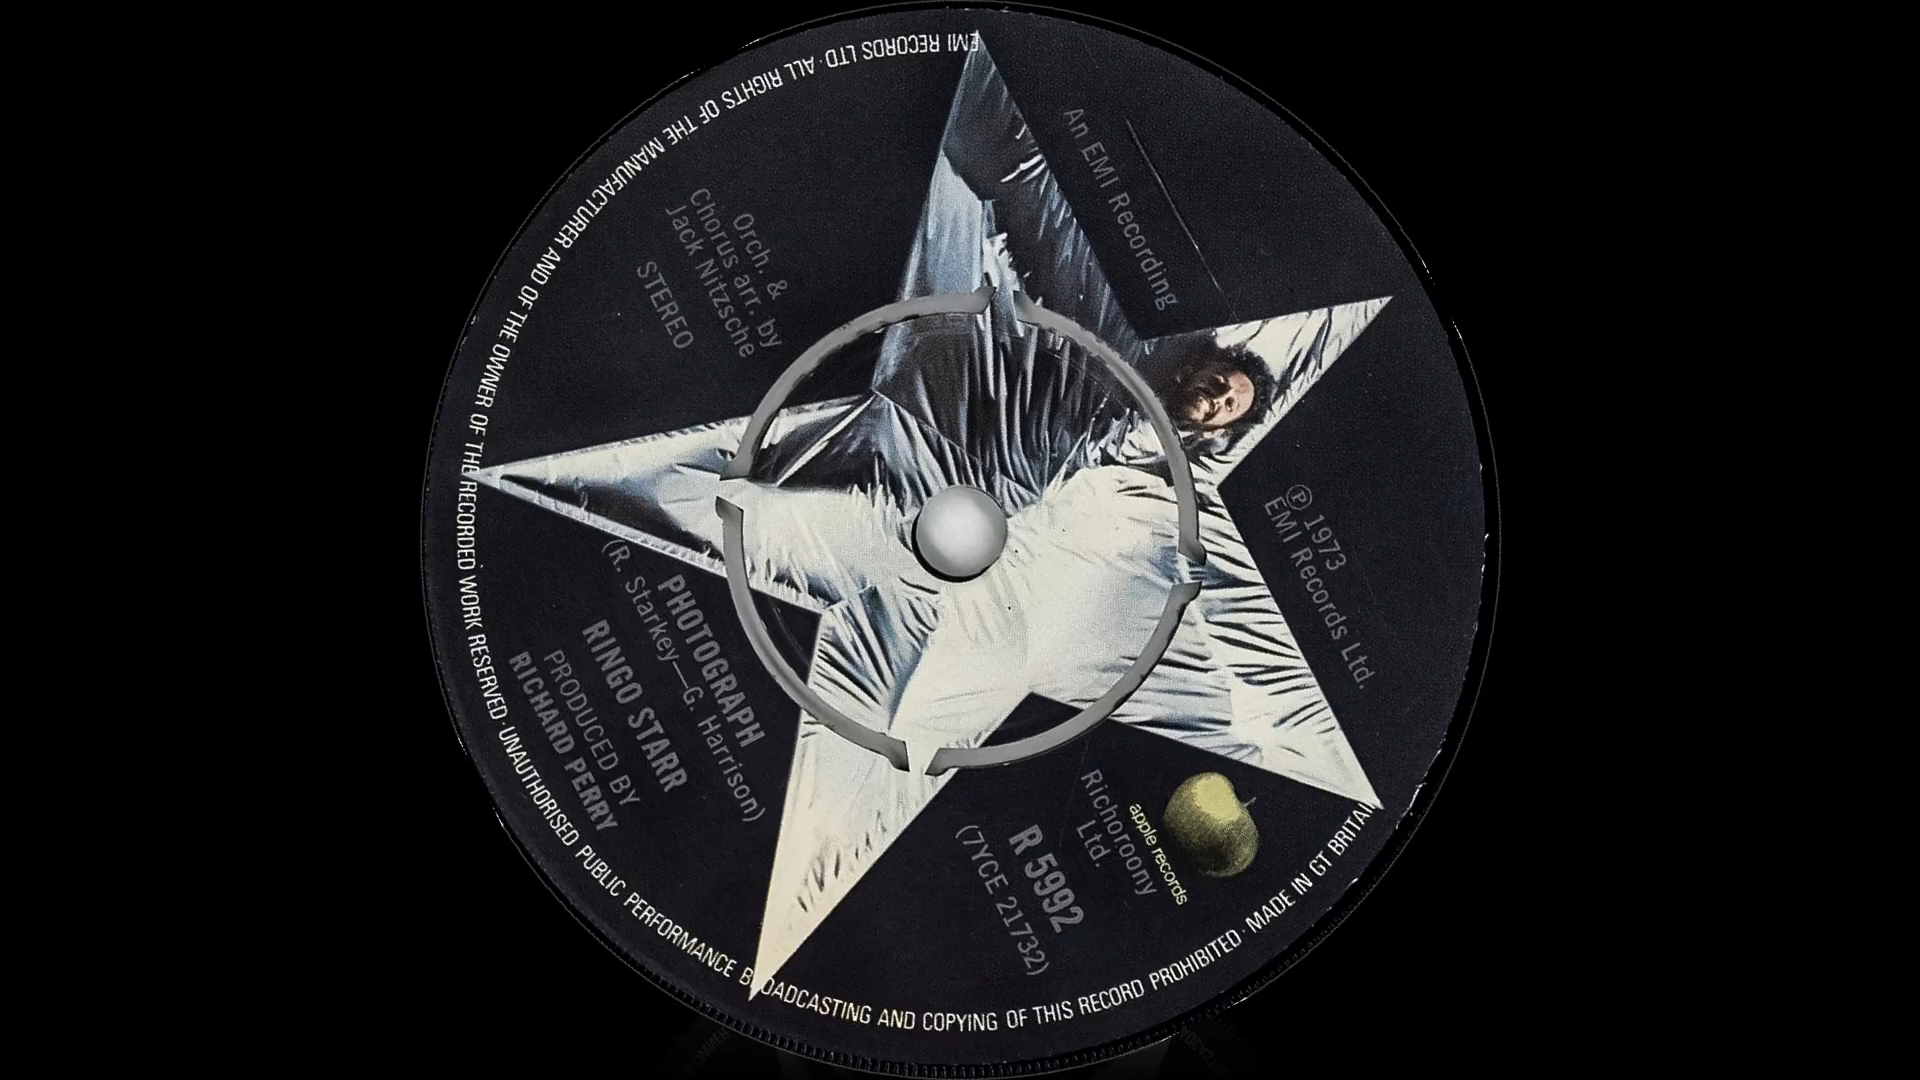 EMI RECORDS LTD · ALL RIGHTS OF THE MANUFACTURER AND OF THE OWNER OF THE RECORDED WORK RESERVED · UNAUTHORISED PUBLIC PERFORMANCE BROADCASTING AND COPYING OF THIS RECORD PROHIBITED · MADE IN GT BRITAIN
An EMI Recording
Ⓟ 1973
EMI Records Ltd.
Orch. &
Chorus arr. by
Jack Nitzsche
STEREO
apple records
Richoroony
Ltd.
R 5992
(7YCE 21732)
PHOTOGRAPH
(R. Starkey—G. Harrison)
RINGO STARR
PRODUCED BY
RICHARD PERRY